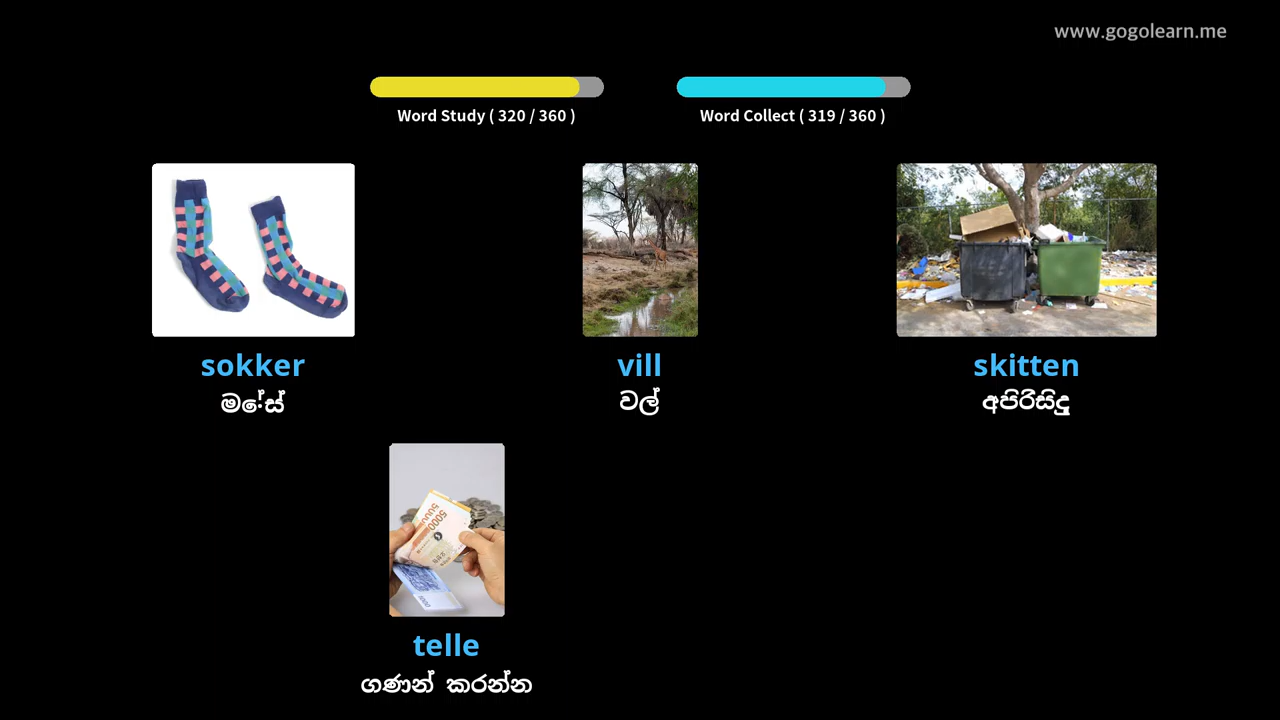 www.gogolearn.me
Word Study ( 320 / 360 )
Word Collect ( 319 / 360 )
sokker
මේස්
vill
වල්
skitten
අපිරිසිදු
telle
ගණන් කරන්න